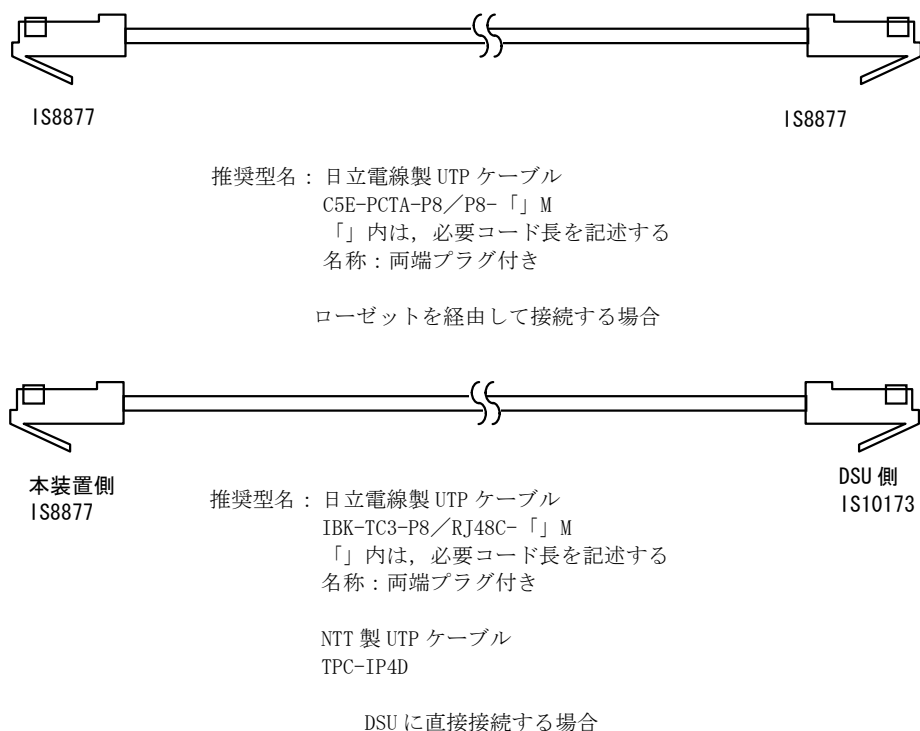 IS8877
IS8877
推奨型名：日立電線製 UTP ケーブル
C5E-PCTA-P8／P8-「」M
「」内は，必要コード長を記述する
名称：両端プラグ付き
ローゼットを経由して接続する場合
本装置側
IS8877
DSU 側
IS10173
推奨型名：日立電線製 UTP ケーブル
IBK-TC3-P8／RJ48C-「」M
「」内は，必要コード長を記述する
名称：両端プラグ付き
NTT 製 UTP ケーブル
TPC-IP4D
DSU に直接接続する場合